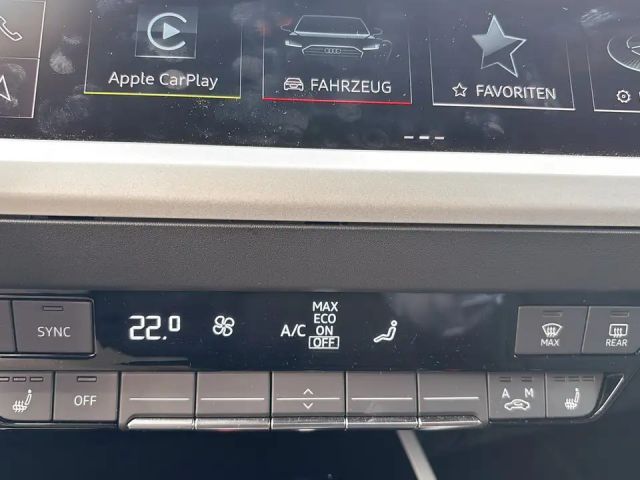 Apple CarPlay
FAHRZEUG
FAVORITEN
SYNC
22.0
A/C
MAX
ECO
ON
OFF
MAX
REAR
OFF
A M